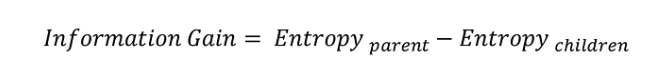 Information Gain = Entropy parent − Entropy children